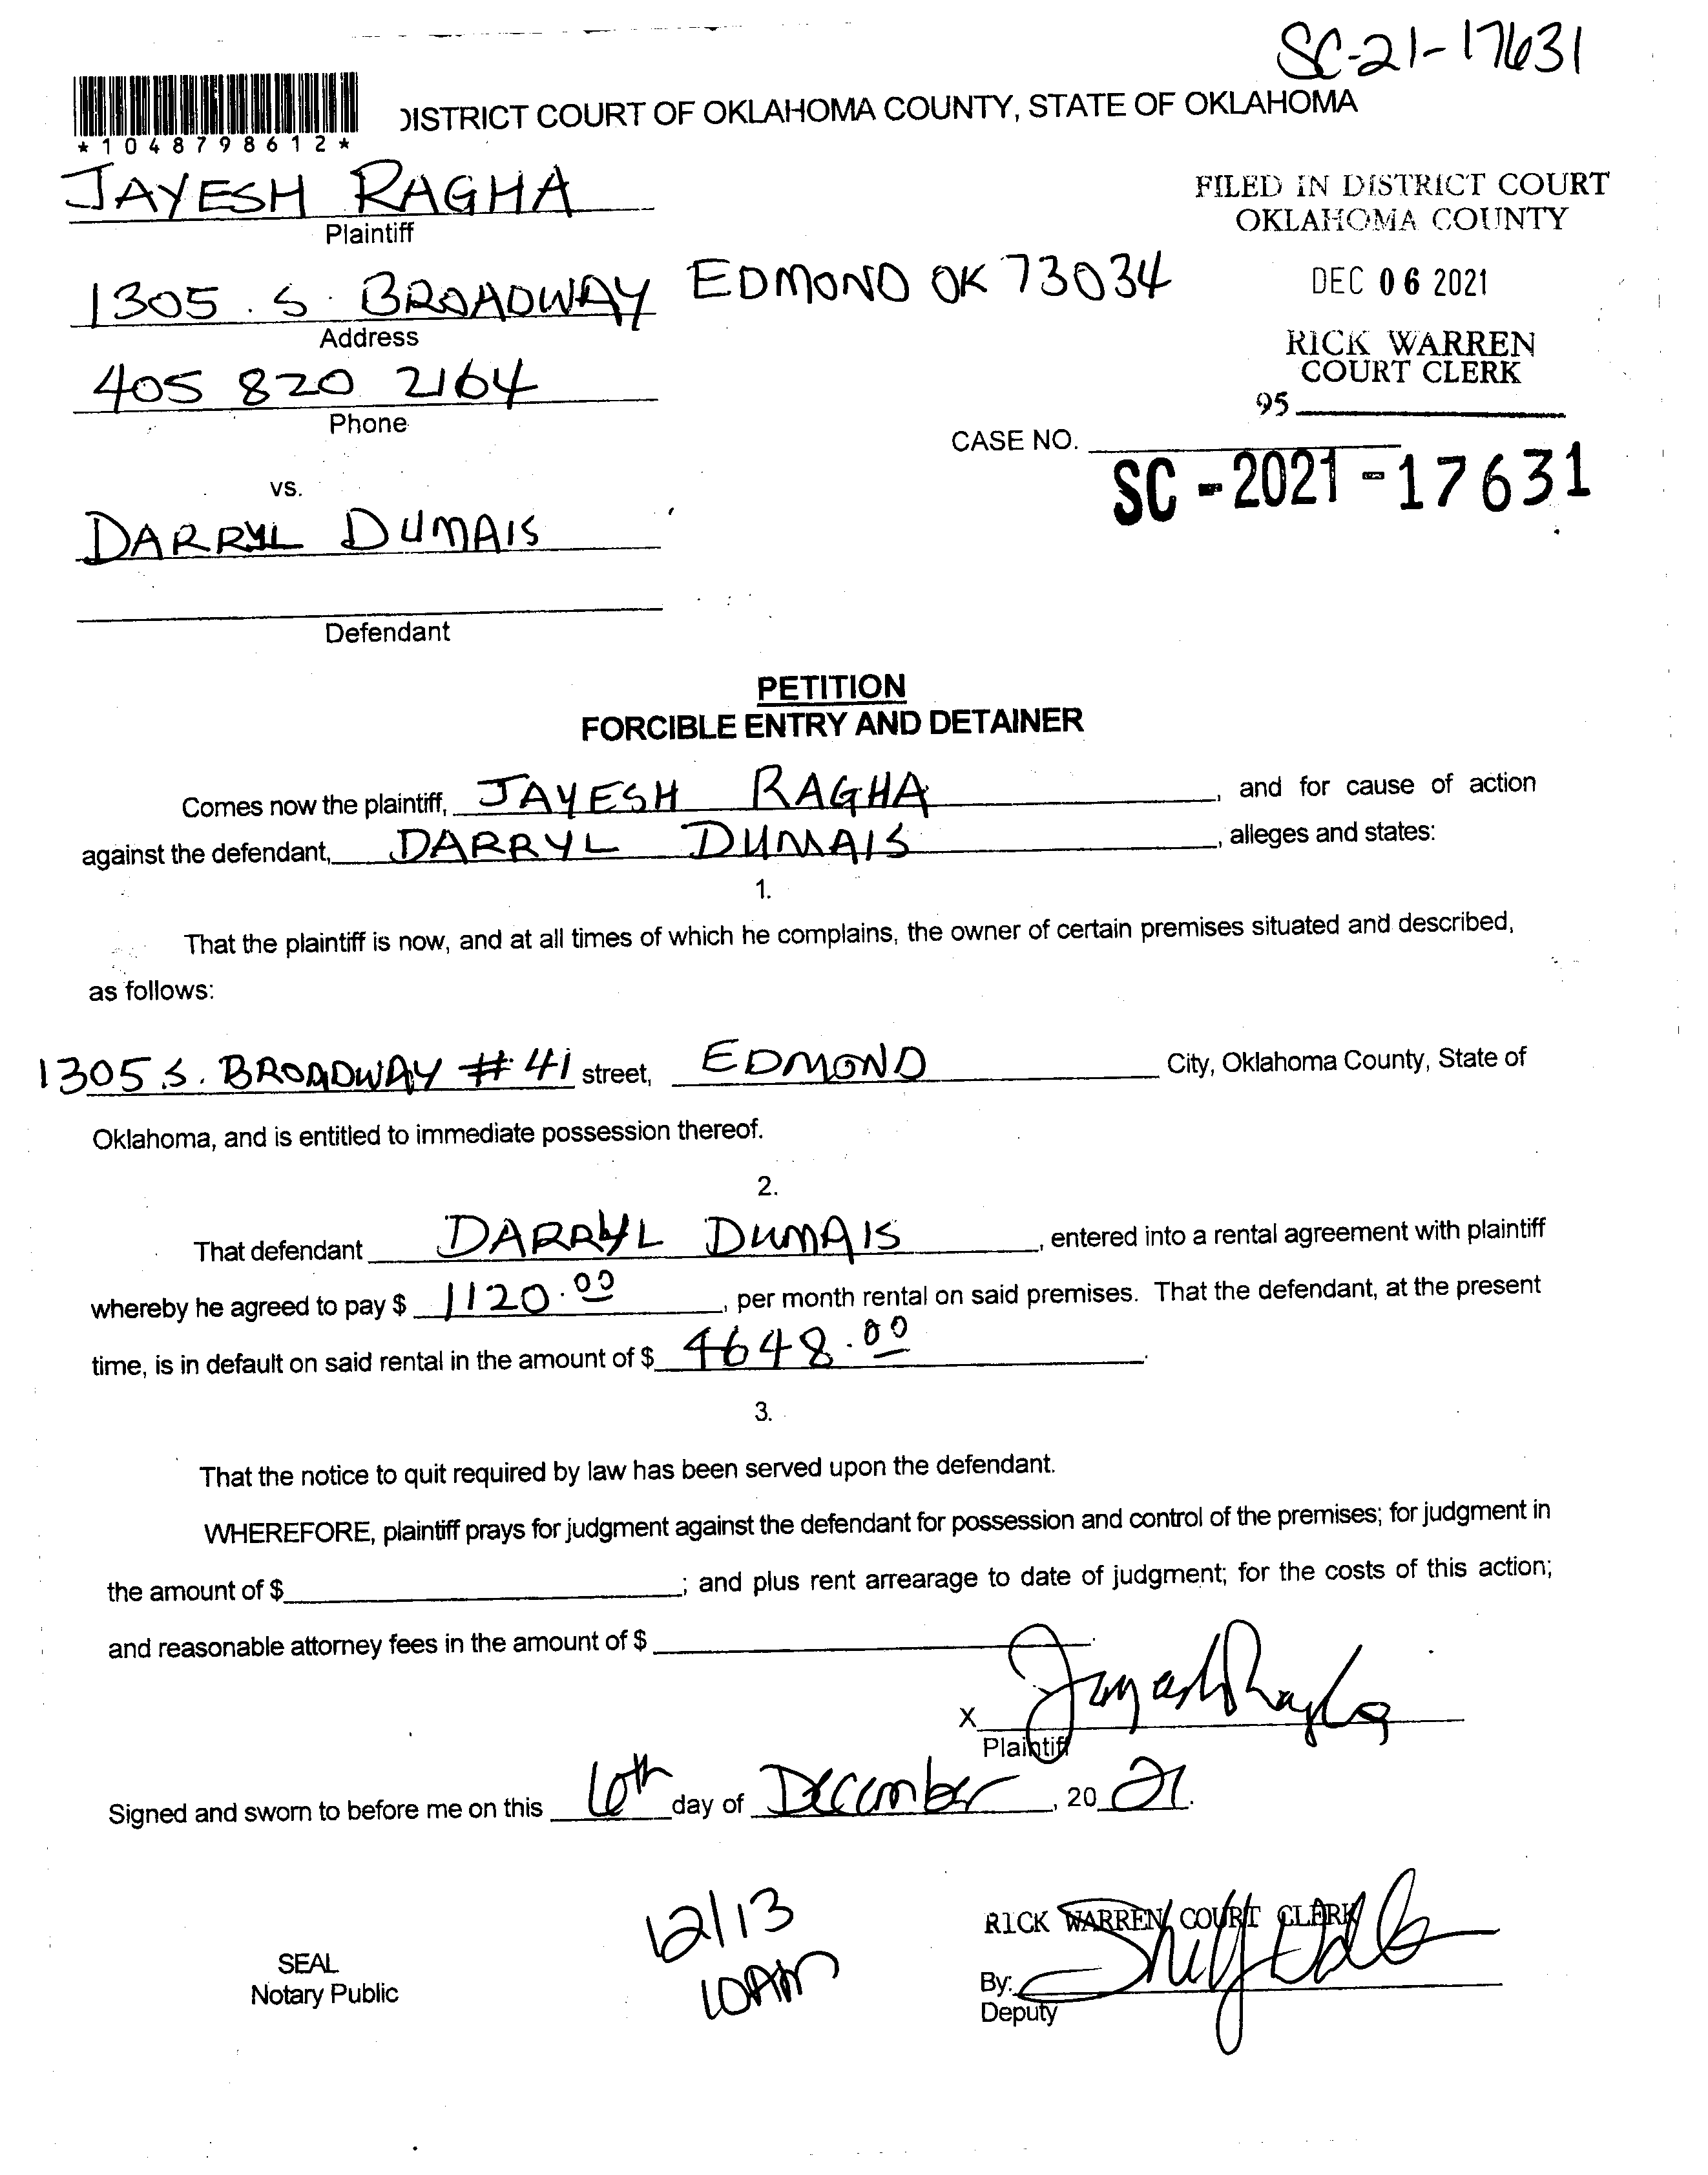 SC-21-17631
DISTRICT COURT OF OKLAHOMA COUNTY, STATE OF OKLAHOMA
*1048798612*
JAYESH RAGHA
Plaintiff
FILED IN DISTRICT COURT
OKLAHOMA COUNTY
1305. S. BROADWAY EDMOND OK 73034
Address
DEC 06 2021
RICK WARREN
COURT CLERK
405 820 2164
Phone
95
CASE NO.
SC-2021-17631
vs.
DARRYL DUMAIS
Defendant
PETITION
FORCIBLE ENTRY AND DETAINER
Comes now the plaintiff, JAYESH RAGHA, and for cause of action
against the defendant, DARRYL DUMAIS, alleges and states:
1.
That the plaintiff is now, and at all times of which he complains, the owner of certain premises situated and described,
as follows:
1305 S. BROADWAY #41 street, EDMOND City, Oklahoma County, State of
Oklahoma, and is entitled to immediate possession thereof.
2.
That defendant DARRYL DUMAIS, entered into a rental agreement with plaintiff
whereby he agreed to pay $ 1120.00, per month rental on said premises. That the defendant, at the present
time, is in default on said rental in the amount of $ 4648.00.
3.
That the notice to quit required by law has been served upon the defendant.
WHEREFORE, plaintiff prays for judgment against the defendant for possession and control of the premises; for judgment in
the amount of $ ; and plus rent arrearage to date of judgment; for the costs of this action;
and reasonable attorney fees in the amount of $ .
X Jayesh Ragha
Plaintiff
Signed and sworn to before me on this 6th day of December, 20 21.
12/13
10AM
RICK WARREN COURT CLERK
SEAL
Notary Public
By:
Deputy